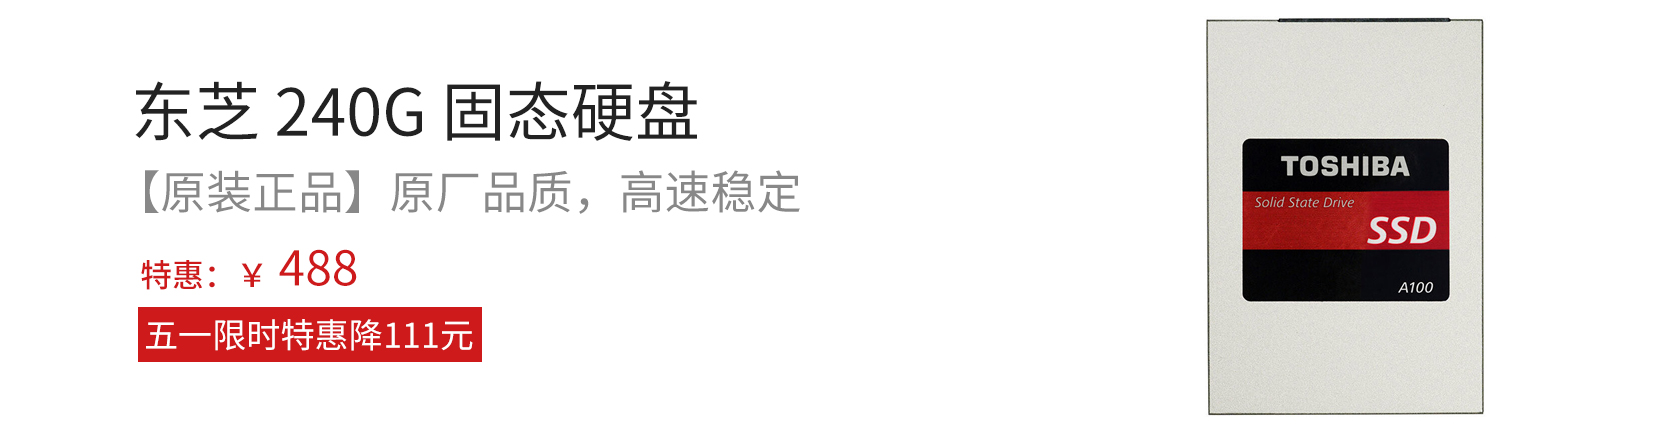 东芝 240G 固态硬盘
【原装正品】原厂品质，高速稳定
特惠：￥ 488
五一限时特惠降111元
TOSHIBA
Solid State Drive
SSD
A100